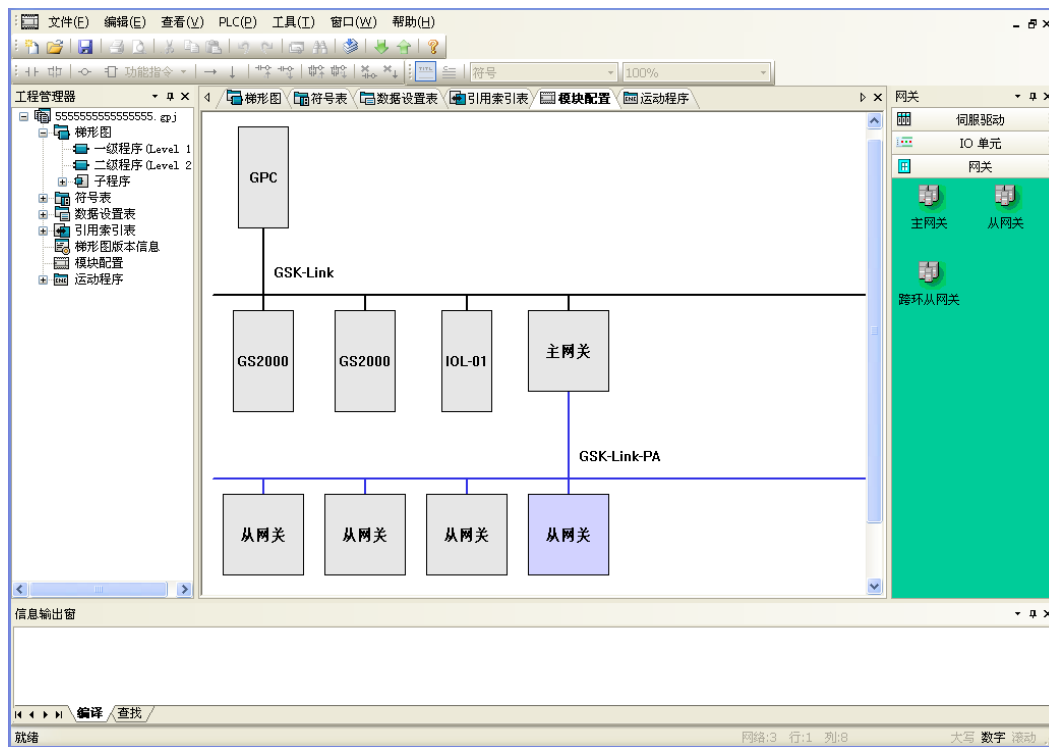 文件(F) 编辑(E) 查看(V) PLC(P) 工具(T) 窗口(W) 帮助(H)
功能指令 符号 100%
工程管理器
梯形图 符号表 数据设置表 引用索引表 模块配置 运动程序
网关
5555555555555555.gpj
梯形图
一级程序(Level 1
二级程序(Level 2
子程序
符号表
数据设置表
引用索引表
梯形图版本信息
模块配置
运动程序
GPC
GSK-Link
GS2000 GS2000 IOL-01 主网关
GSK-Link-PA
从网关 从网关 从网关 从网关
伺服驱动
IO 单元
网关
主网关 从网关
跨环从网关
信息输出窗
编译 查找
就绪 网络:3 行:1 列:8 大写 数字 滚动